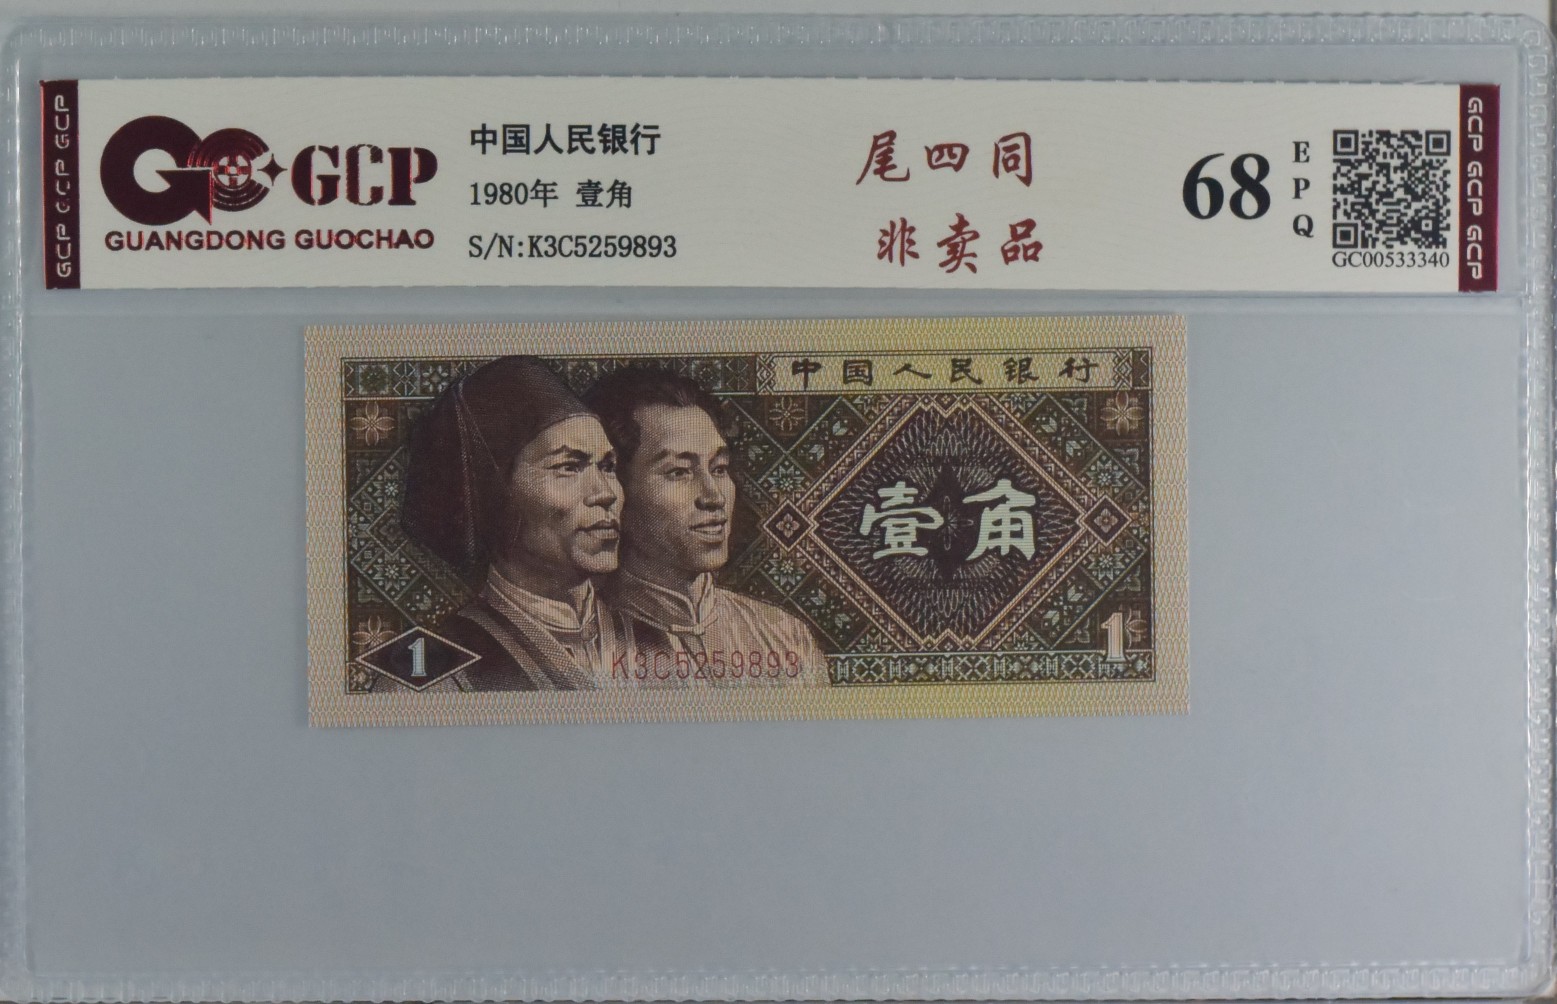 GCP GCP GCP
GCP
GUANGDONG GUOCHAO
中国人民银行
1980年 壹角
S/N:K3C5259893
尾四同
非卖品
68
EPQ
GC00533340
GCP GCP GCP
中国人民银行
壹角
1
K3C5259893
1